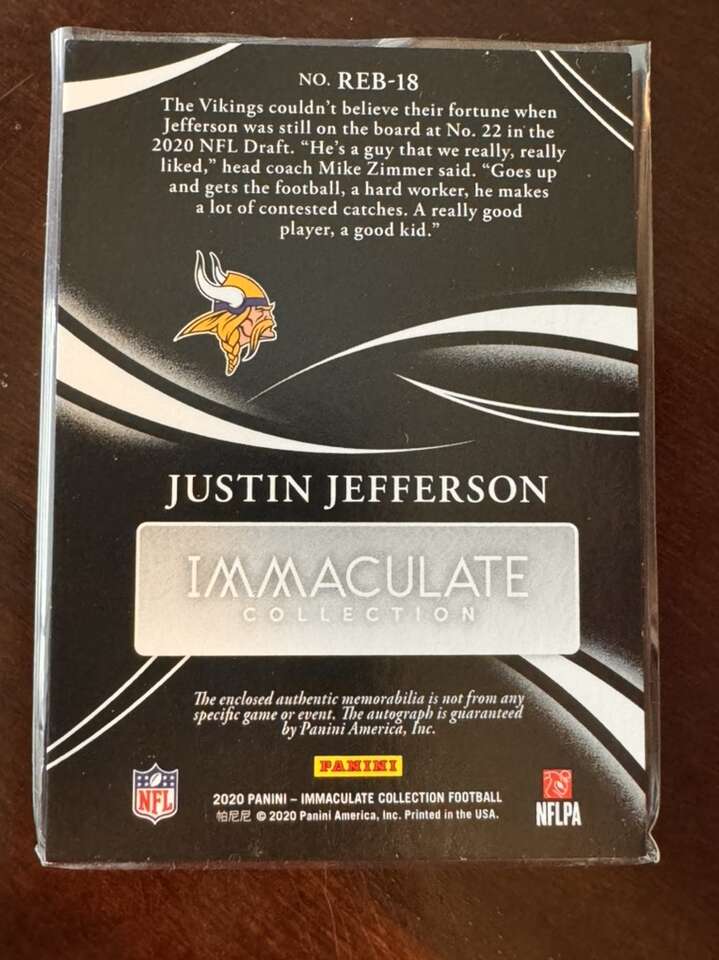 NO. REB-18
The Vikings couldn't believe their fortune when
Jefferson was still on the board at No. 22 in the
2020 NFL Draft. "He's a guy that we really, really
liked," head coach Mike Zimmer said. "Goes up
and gets the football, a hard worker, he makes
a lot of contested catches. A really good
player, a good kid."
JUSTIN JEFFERSON
IMMACULATE
COLLECTION
The enclosed authentic memorabilia is not from any
specific game or event. The autograph is guaranteed
by Panini America, Inc.
PANINI
NFL
2020 PANINI – IMMACULATE COLLECTION FOOTBALL
帕尼尼 © 2020 Panini America, Inc. Printed in the USA.
NFLPA